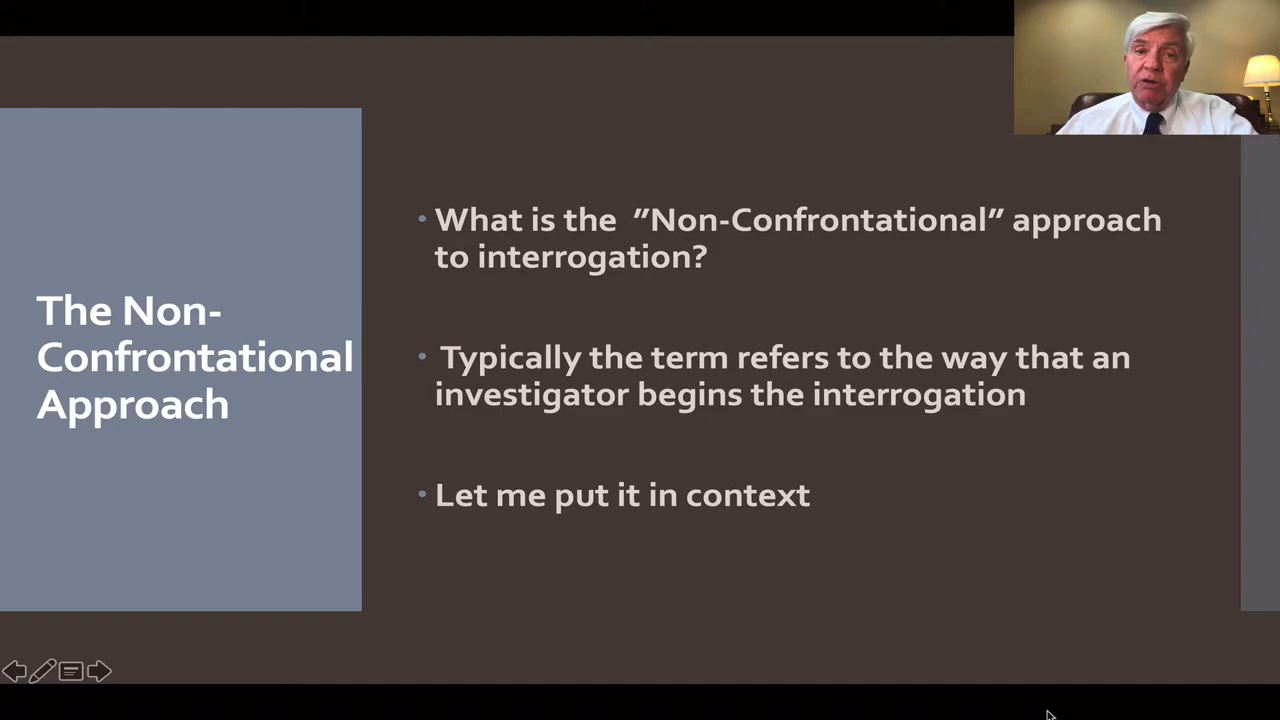 The Non-
Confrontational
Approach
• What is the  ”Non-Confrontational” approach
to interrogation?
• Typically the term refers to the way that an
investigator begins the interrogation
• Let me put it in context